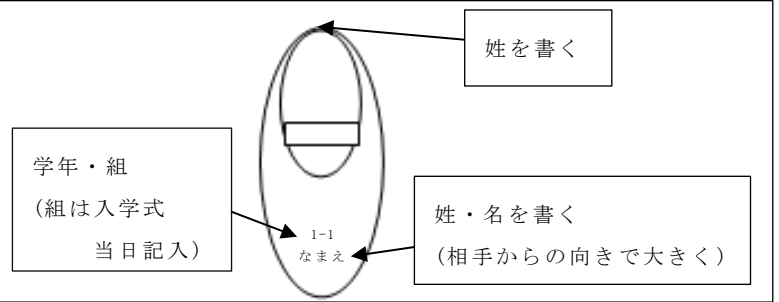 姓を書く
学年・組
(組は入学式
当日記入)
1-1
なまえ
姓・名を書く
(相手からの向きで大きく)